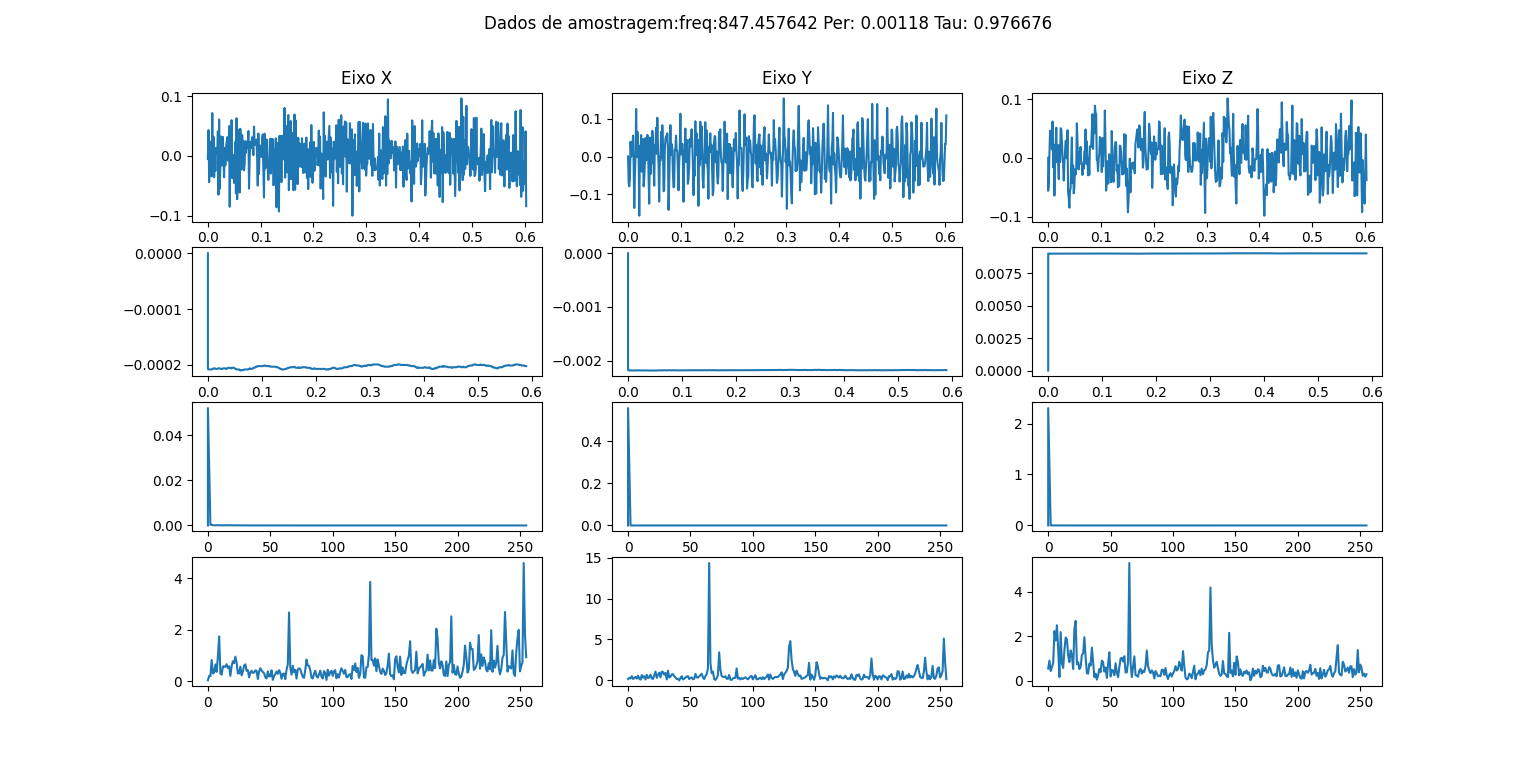 Dados de amostragem:freq:847.457642 Per: 0.00118 Tau: 0.976676
Eixo X Eixo Y Eixo Z
0.1 0.0 −0.1
0.0 0.1 0.2 0.3 0.4 0.5 0.6
0.1 0.0 −0.1
0.0 0.1 0.2 0.3 0.4 0.5 0.6
0.1 0.0 −0.1
0.0 0.1 0.2 0.3 0.4 0.5 0.6
0.0000 −0.0001 −0.0002
0.0 0.1 0.2 0.3 0.4 0.5 0.6
0.000 −0.001 −0.002
0.0 0.1 0.2 0.3 0.4 0.5 0.6
0.0075 0.0050 0.0025 0.0000
0.0 0.1 0.2 0.3 0.4 0.5 0.6
0.04 0.02 0.00
0 50 100 150 200 250
0.4 0.2 0.0
0 50 100 150 200 250
2 1 0
0 50 100 150 200 250
4 2 0
0 50 100 150 200 250
15 10 5 0
0 50 100 150 200 250
4 2 0
0 50 100 150 200 250